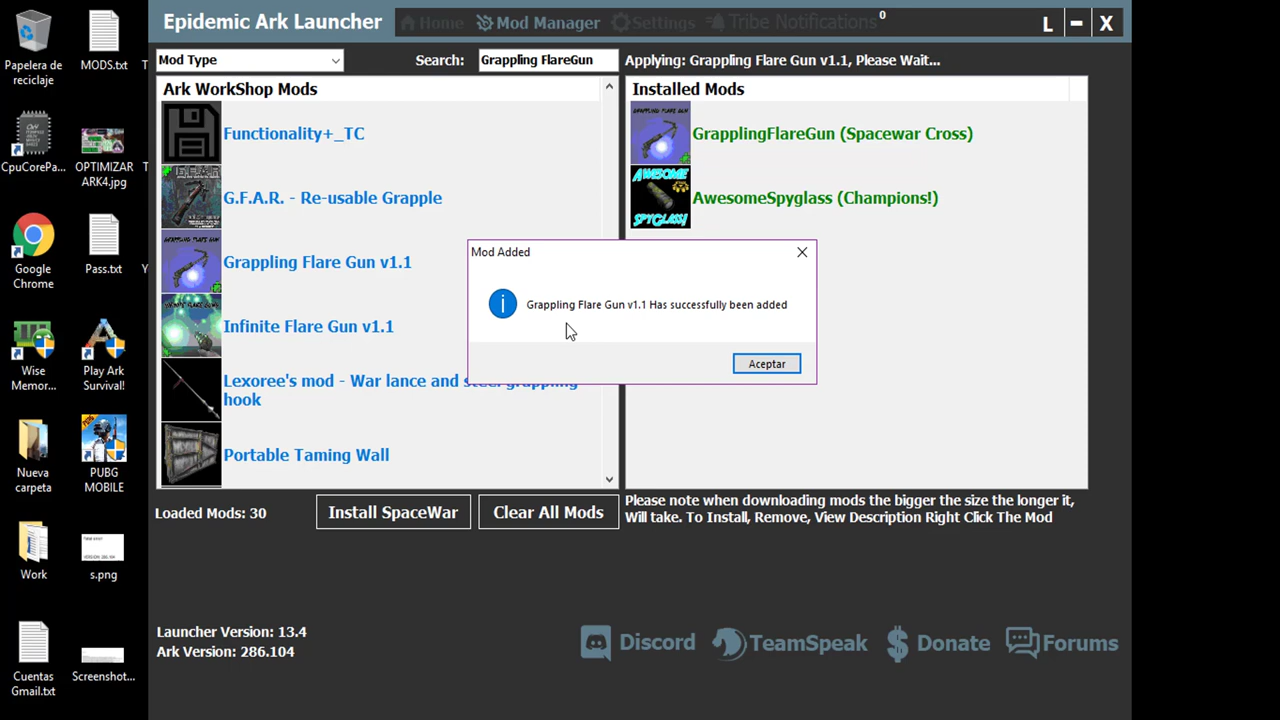 Papelera de
reciclaje
MODS.txt
T
CpuCorePa...
OPTIMIZAR
ARK4.jpg
T
Google
Chrome
Pass.txt
Y
Wise
Memor...
Play Ark
Survival!
Nueva
carpeta
PUBG
MOBILE
Work
s.png
Cuentas
Gmail.txt
Screenshot...
Epidemic Ark Launcher
Home
Mod Manager
Settings
Tribe Notifications
0
L
X
Mod Type
Search:
Grappling FlareGun
Applying: Grappling Flare Gun v1.1, Please Wait...
Ark WorkShop Mods
Functionality+_TC
G.F.A.R. - Re-usable Grapple
Grappling Flare Gun v1.1
Infinite Flare Gun v1.1
Lexoree's mod - War lance and steel grappling
hook
Portable Taming Wall
Installed Mods
GrapplingFlareGun (Spacewar Cross)
AWESOME
SPYGLASS!
AwesomeSpyglass (Champions!)
Mod Added
Grappling Flare Gun v1.1 Has successfully been added
Aceptar
Loaded Mods: 30
Install SpaceWar
Clear All Mods
Please note when downloading mods the bigger the size the longer it,
Will take. To Install, Remove, View Description Right Click The Mod
Launcher Version: 13.4
Ark Version: 286.104
Discord
TeamSpeak
Donate
Forums